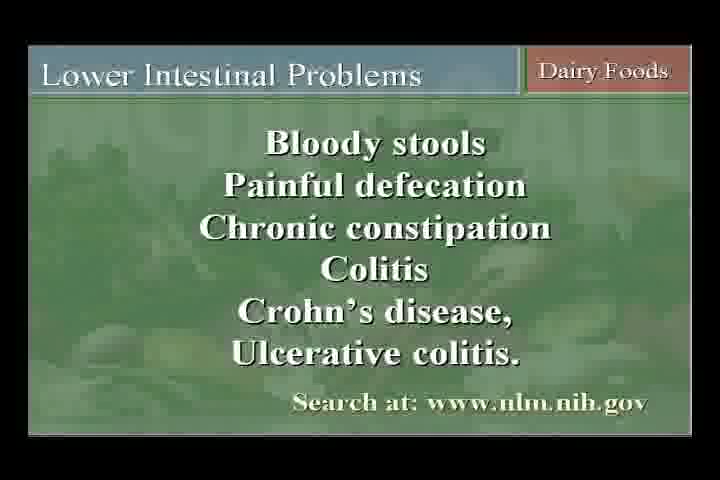 Lower Intestinal Problems
Dairy Foods
Bloody stools
Painful defecation
Chronic constipation
Colitis
Crohn's disease,
Ulcerative colitis.
Search at: www.nlm.nih.gov